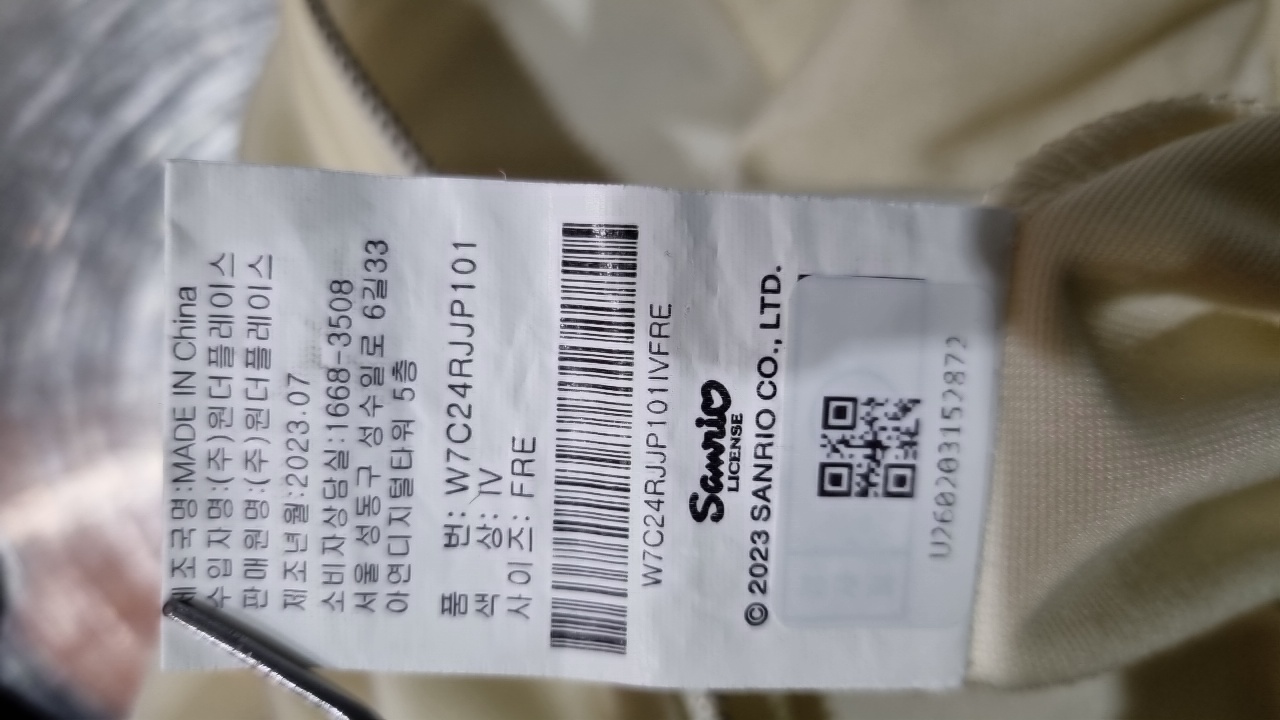 제조국명:MADE IN China
수입자명:(주)원더플레이스
판매원명:(주)원더플레이스
제조년월:2023.07
소비자상담실:1668-3508
서울 성동구 성수일로 6길33
아연디지털타워 5층
품 번: W7C24RJJP101
색 상: IV
사이즈: FRE
W7C24RJJP101IVFRE
Sanrio
LICENSE
© 2023 SANRIO CO., LTD.
U260203152872